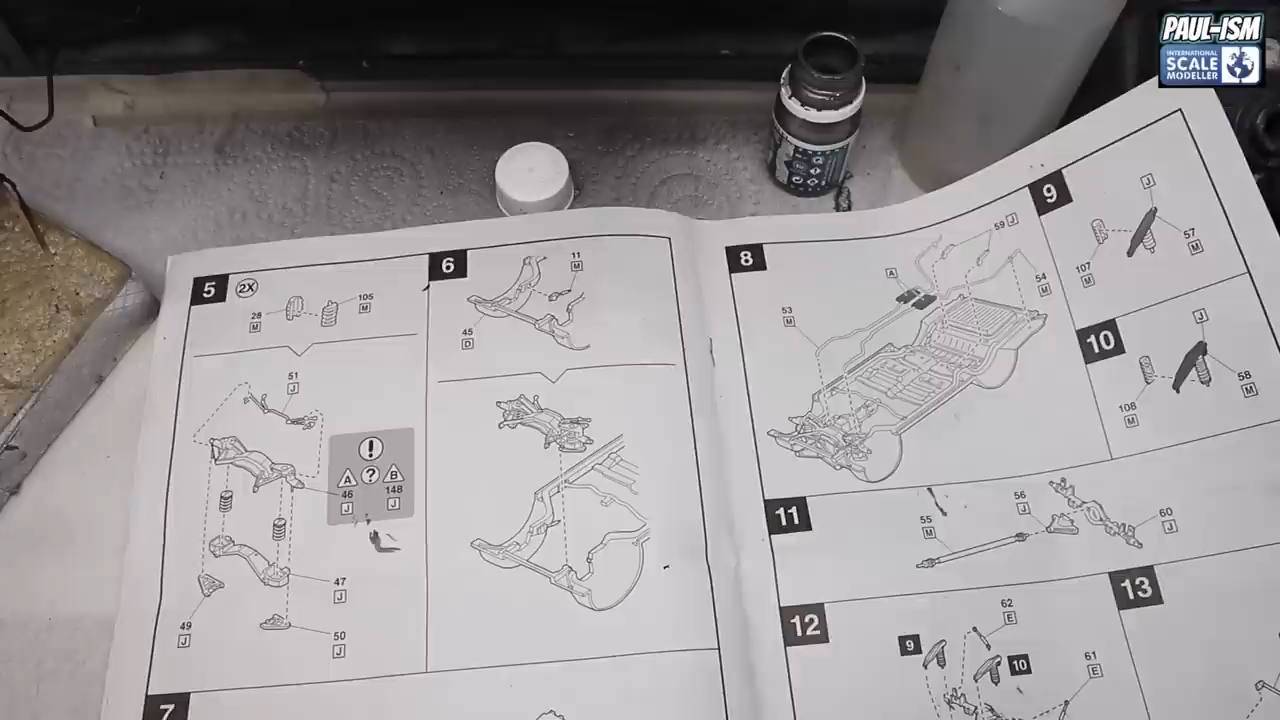 PAUL-ISM
INTERNATIONAL
SCALE
MODELLER
5
2X
28
M
105
M
51
J
!
A ? B
46
J
148
J
47
J
49
J
50
J
6
11
M
45
D
7
8
59 J
A
54
M
53
M
9
J
57
M
107
M
10
J
58
M
108
M
11
55
M
56
J
60
J
12
62
E
9
10
61
E
13